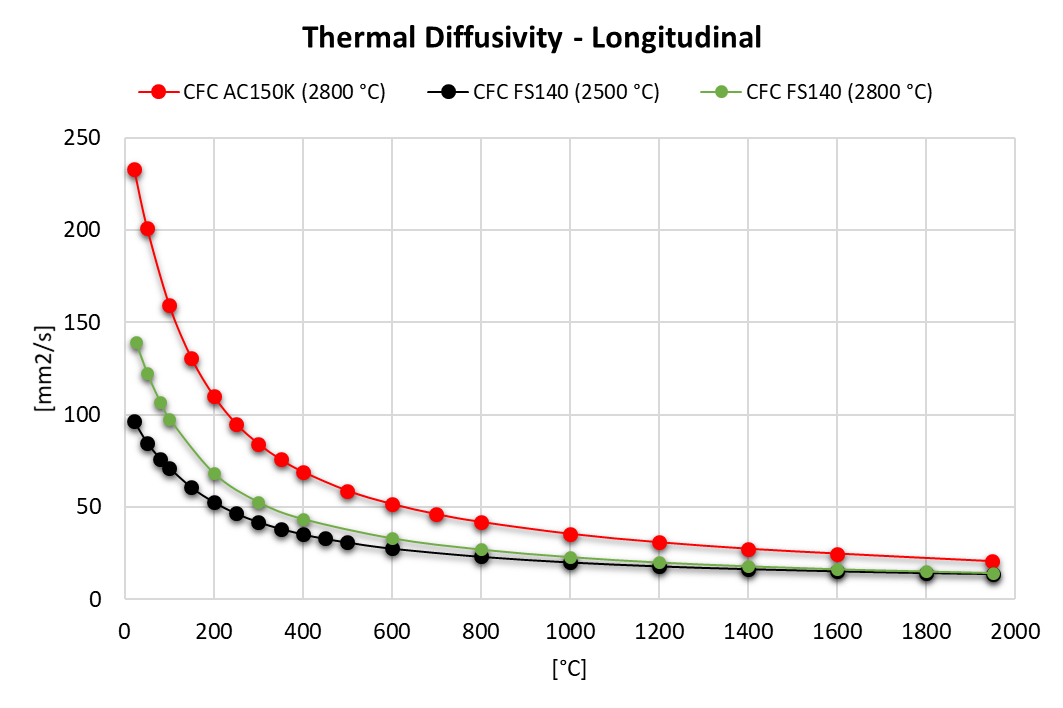 Thermal Diffusivity - Longitudinal
CFC AC150K (2800 °C) CFC FS140 (2500 °C) CFC FS140 (2800 °C)
250
200
150
100
50
0
[mm2/s]
0 200 400 600 800 1000 1200 1400 1600 1800 2000
[°C]